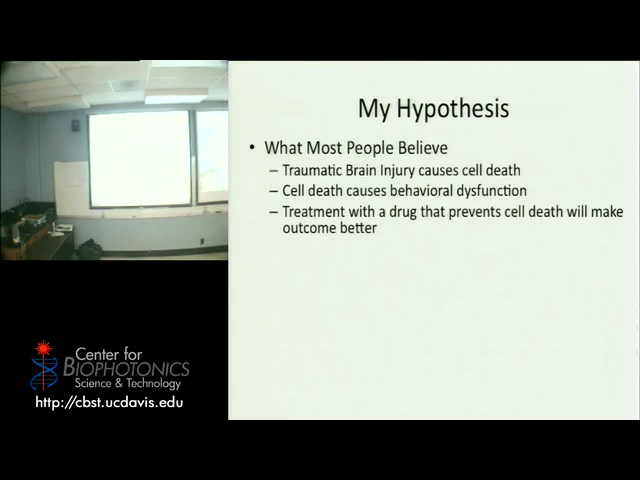 My Hypothesis
• What Most People Believe
– Traumatic Brain Injury causes cell death
– Cell death causes behavioral dysfunction
– Treatment with a drug that prevents cell death will make
outcome better
Center for
BIOPHOTONICS
Science & Technology
http://cbst.ucdavis.edu